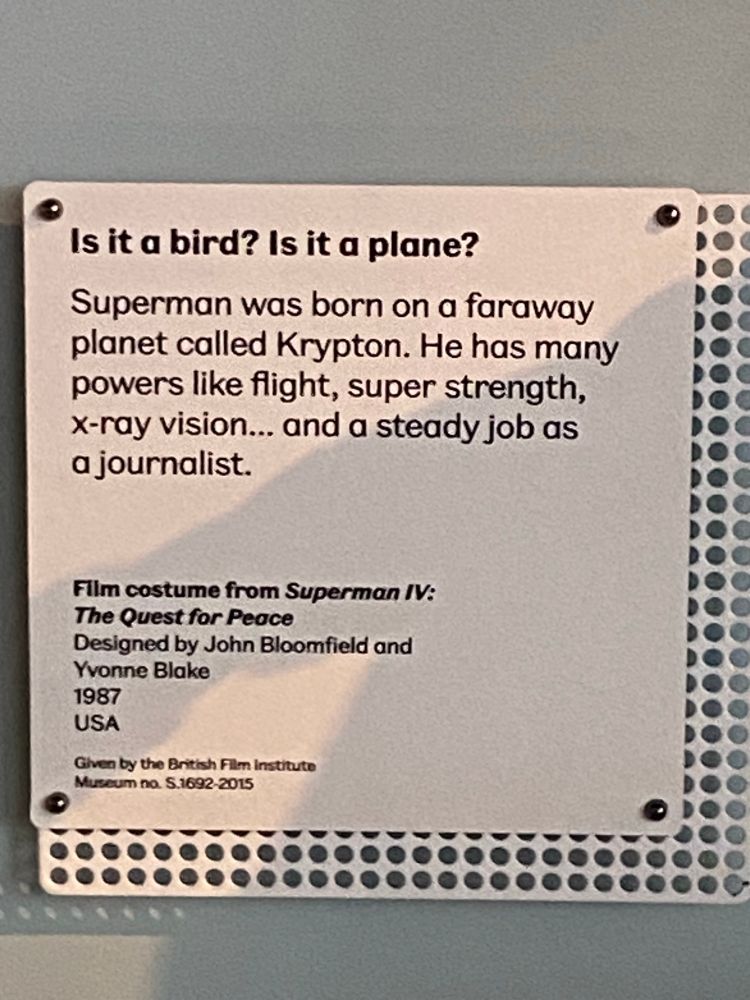 Is it a bird? Is it a plane?
Superman was born on a faraway
planet called Krypton. He has many
powers like flight, super strength,
x-ray vision... and a steady job as
a journalist.
Film costume from Superman IV:
The Quest for Peace
Designed by John Bloomfield and
Yvonne Blake
1987
USA
Given by the British Film Institute
Museum no. S.1692-2015